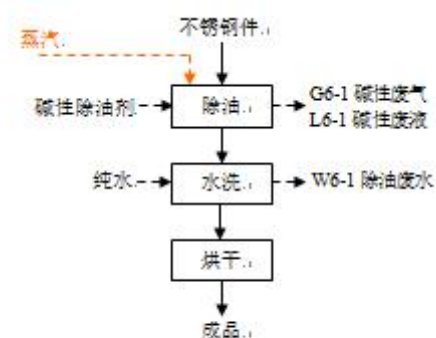 不锈钢件
蒸汽
碱性除油剂
除油
G6-1 碱性废气
L6-1 碱性废液
纯水
水洗
W6-1 除油废水
烘干
成品